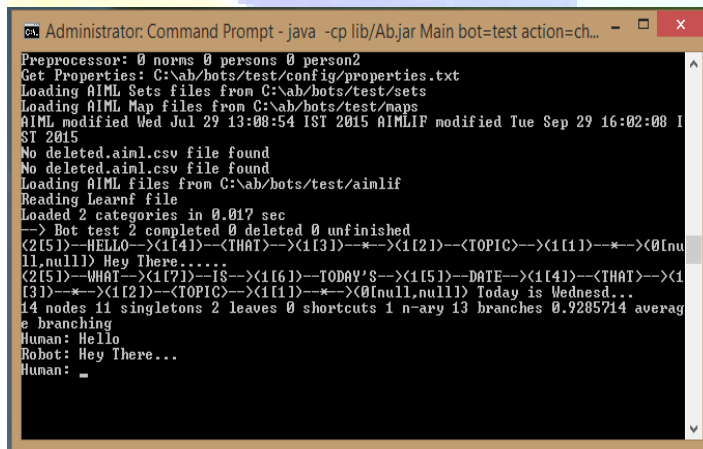 Administrator: Command Prompt - java -cp lib/Ab.jar Main bot=test action=ch...
Preprocessor: 0 norms 0 persons 0 person2
Get Properties: C:\ab/bots/test/config/properties.txt
Loading AIML Sets files from C:\ab/bots/test/sets
Loading AIML Map files from C:\ab/bots/test/maps
AIML modified Wed Jul 29 13:08:54 IST 2015 AIMLIF modified Tue Sep 29 16:02:08 I
ST 2015
No deleted.aiml.csv file found
No deleted.aiml.csv file found
Loading AIML files from C:\ab/bots/test/aimlif
Reading Learnf file
Loaded 2 categories in 0.017 sec
--> Bot test 2 completed 0 deleted 0 unfinished
(2[5])--HELLO-->(1[4])--<THAT>-->(1[3])--*-->(1[2])--<TOPIC>-->(1[1])--*-->(0[nu
ll,null]) Hey There......
(2[5])--WHAT-->(1[7])--IS-->(1[6])--TODAY'S-->(1[5])--DATE-->(1[4])--<THAT>-->(1
[3])--*-->(1[2])--<TOPIC>-->(1[1])--*-->(0[null,null]) Today is Wednesd...
14 nodes 11 singletons 2 leaves 0 shortcuts 1 n-ary 13 branches 0.9285714 averag
e branching
Human: Hello
Robot: Hey There...
Human: _